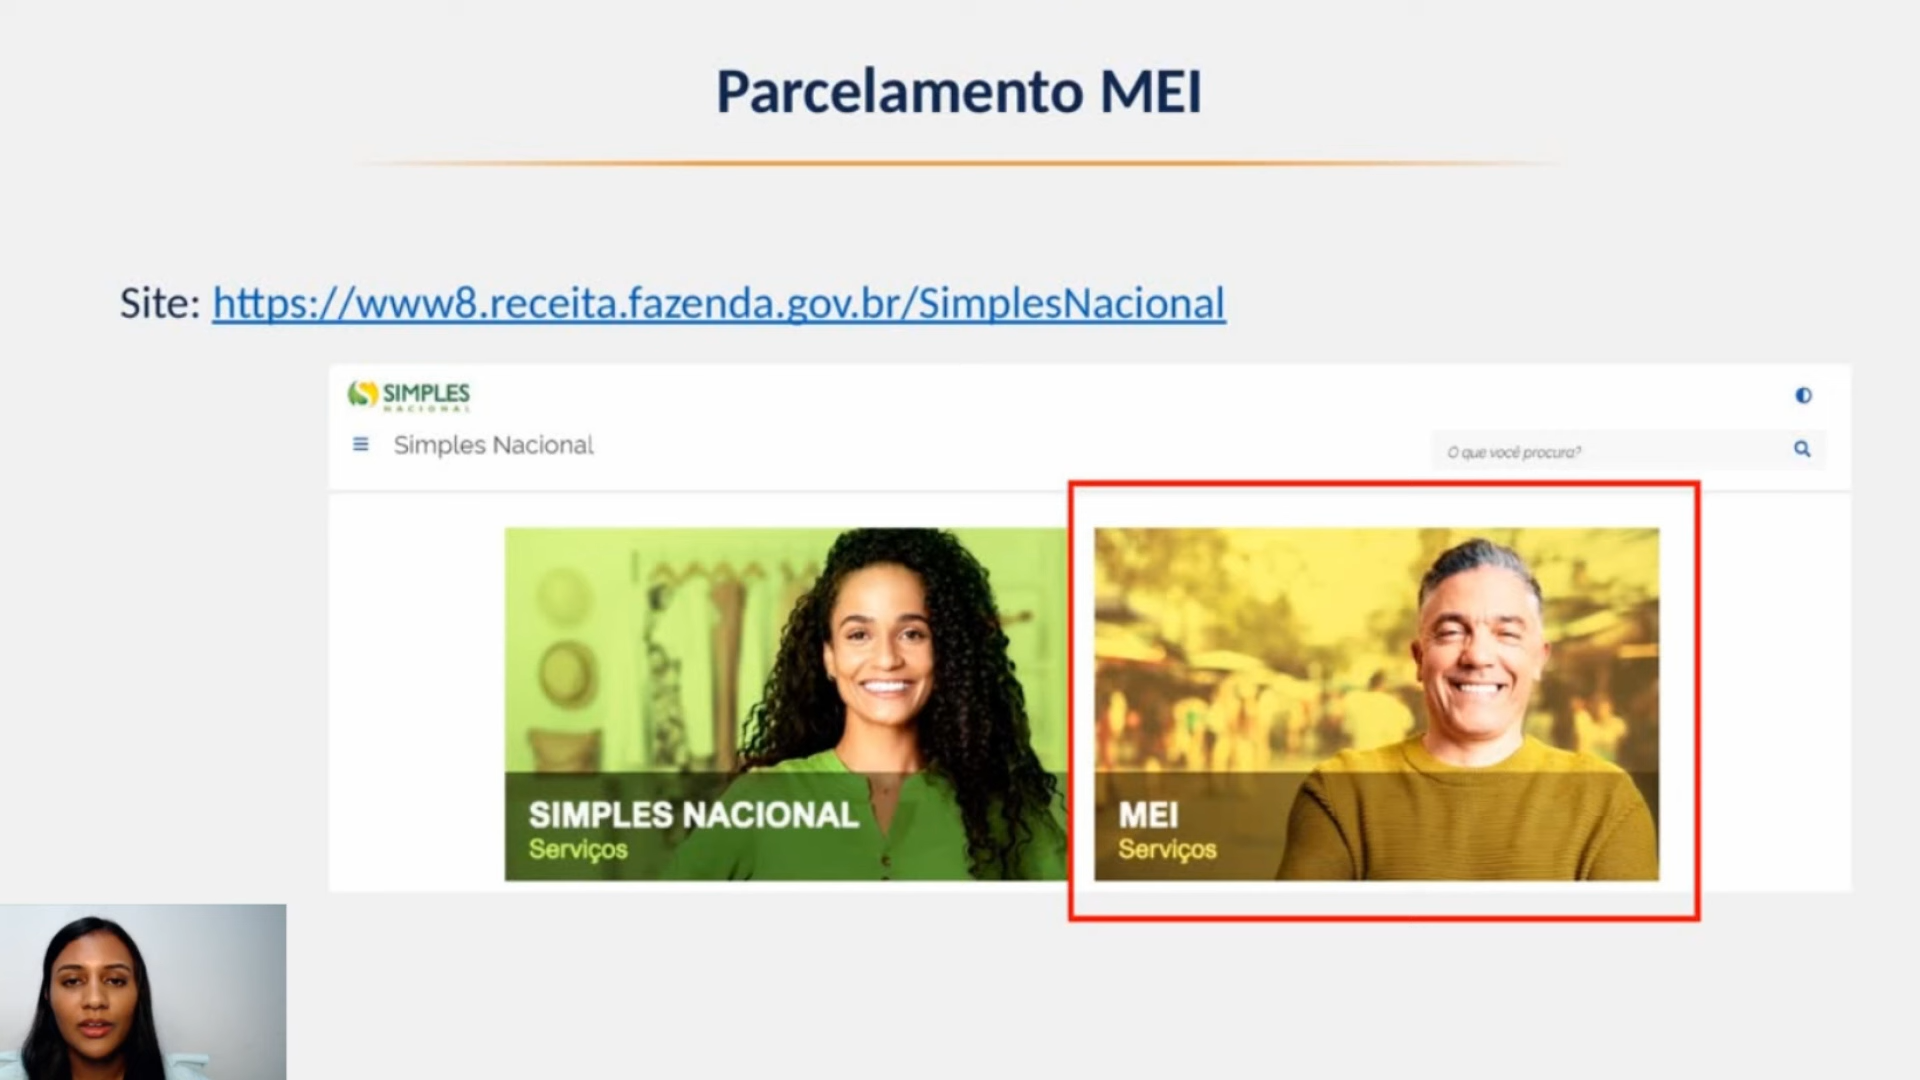 Parcelamento MEI
Site: https://www8.receita.fazenda.gov.br/SimplesNacional
SIMPLES
NACIONAL
Simples Nacional
O que você procura?
SIMPLES NACIONAL
Serviços
MEI
Serviços